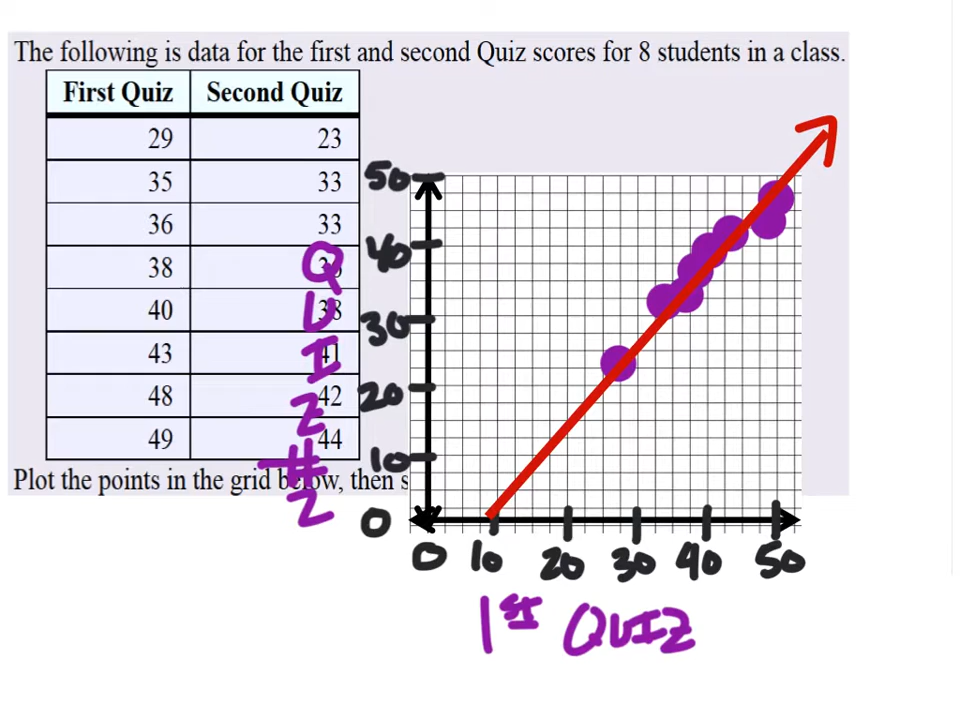 The following is data for the first and second Quiz scores for 8 students in a class.
First Quiz Second Quiz
29 23
35 33
36 33
38
40 38
43 41
48 42
49 44
Plot the points in the grid below, then s
QUIZ #2
50
40
30
20
10
0
0 10 20 30 40 50
1ST QUIZ